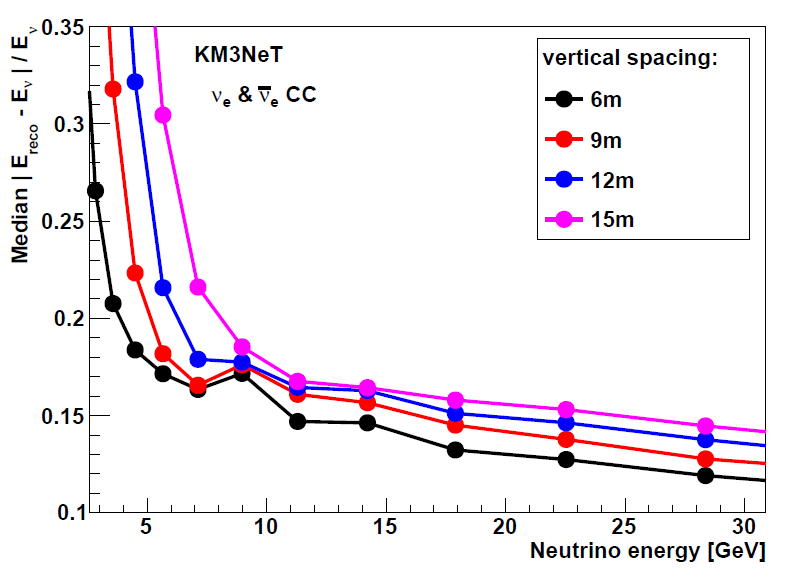 0.35
0.3
0.25
0.2
0.15
0.1
Median | E_reco - E_ν | / E_ν
KM3NeT
ν_e & ν̅_e CC
vertical spacing:
6m
9m
12m
15m
5 10 15 20 25 30
Neutrino energy [GeV]